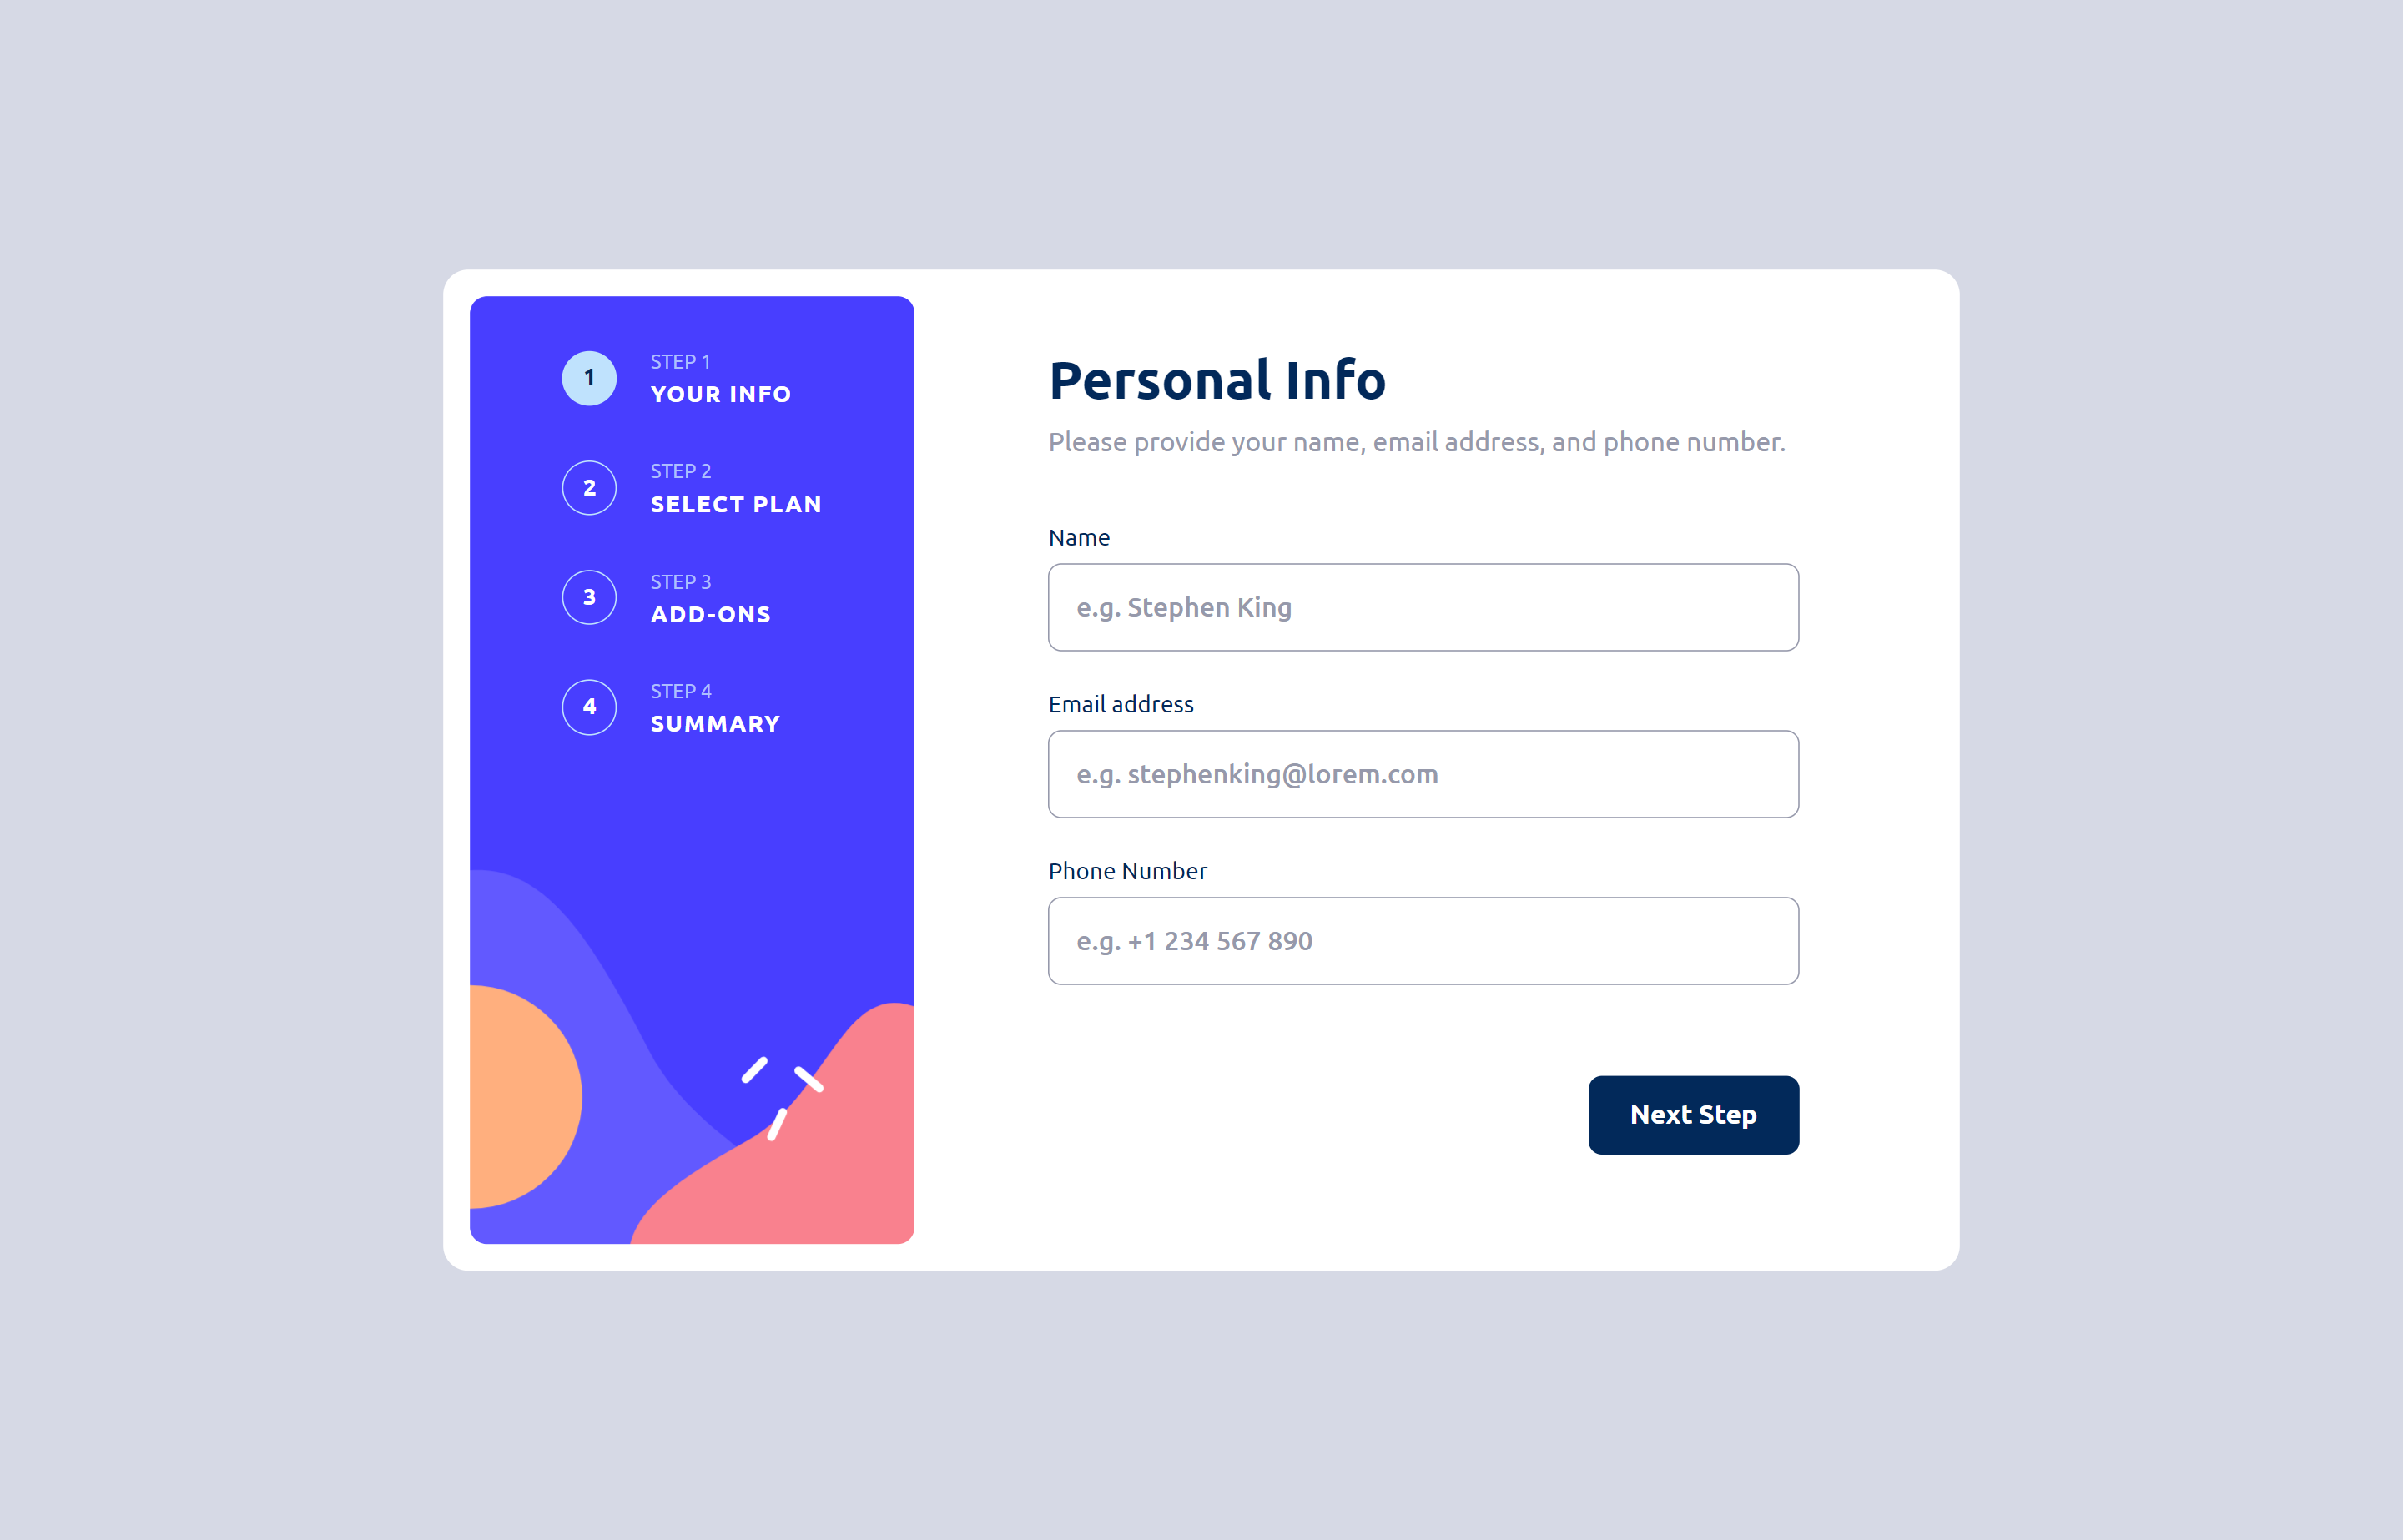 1
STEP 1
YOUR INFO
2
STEP 2
SELECT PLAN
3
STEP 3
ADD-ONS
4
STEP 4
SUMMARY
Personal Info
Please provide your name, email address, and phone number.
Name
e.g. Stephen King
Email address
e.g. stephenking@lorem.com
Phone Number
e.g. +1 234 567 890
Next Step